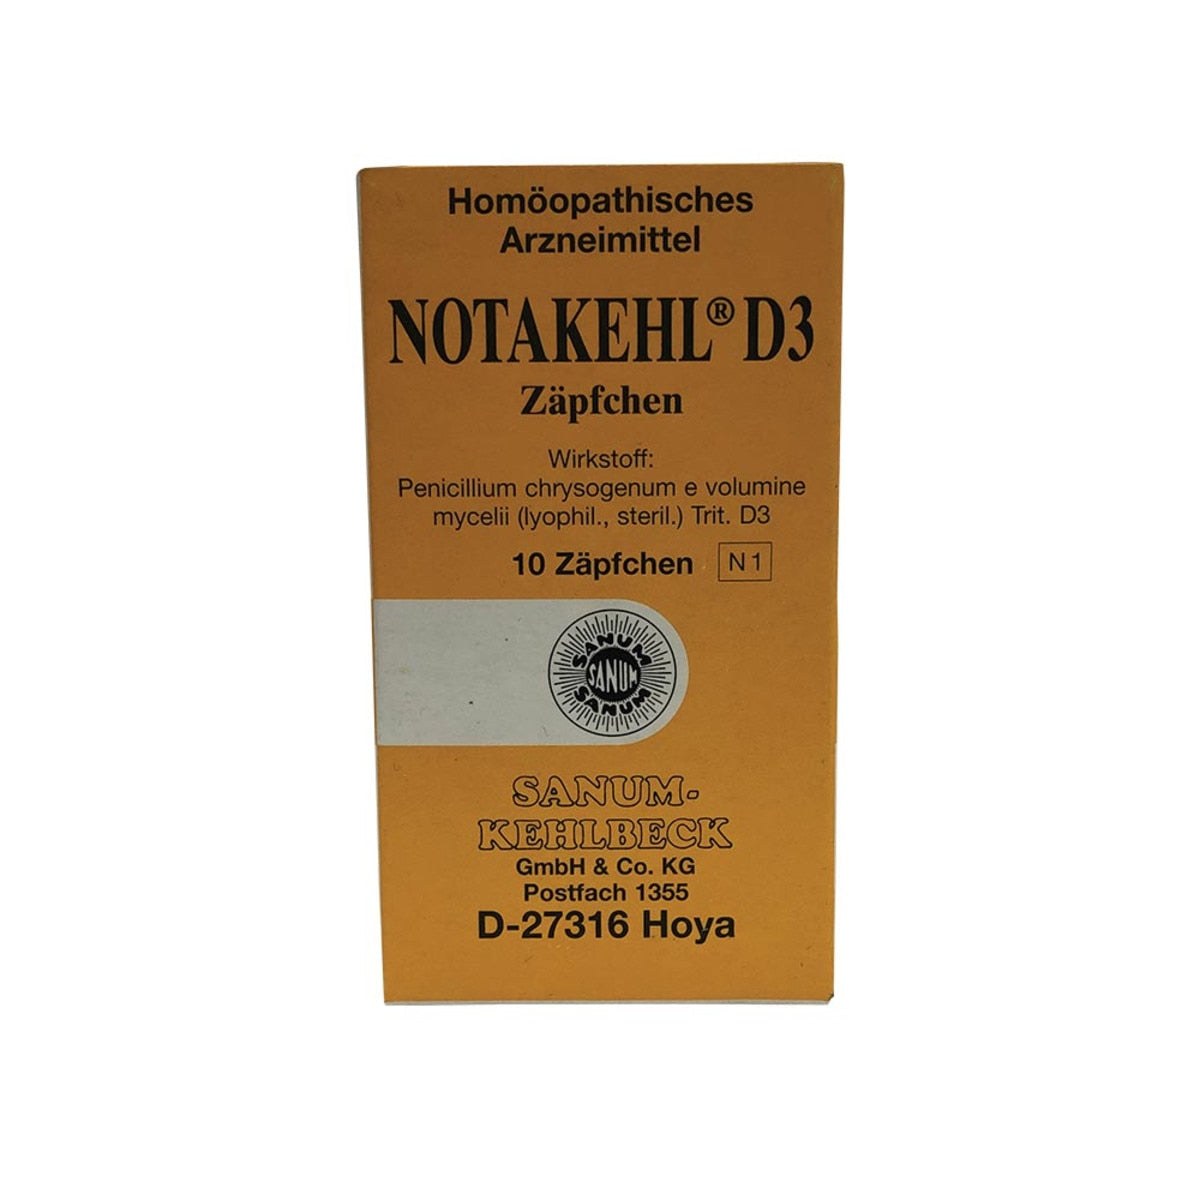 Homöopathisches
Arzneimittel
NOTAKEHL® D3
Zäpfchen
Wirkstoff:
Penicillium chrysogenum e volumine
mycelii (lyophil., steril.) Trit. D3
10 Zäpfchen N1
SANUM
SANUM
SANUM
SANUM-
KEHLBECK
GmbH & Co. KG
Postfach 1355
D-27316 Hoya